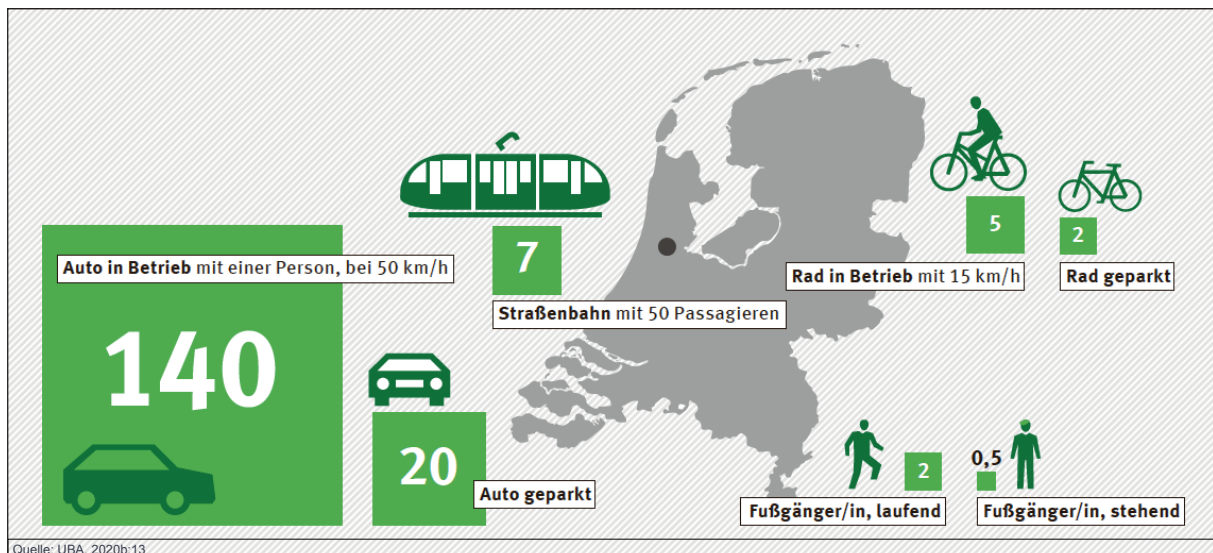 Auto in Betrieb mit einer Person, bei 50 km/h
140
7
Straßenbahn mit 50 Passagieren
5
Rad in Betrieb mit 15 km/h
2
Rad geparkt
20
Auto geparkt
2
Fußgänger/in, laufend
0,5
Fußgänger/in, stehend
Quelle: UBA, 2020b:13